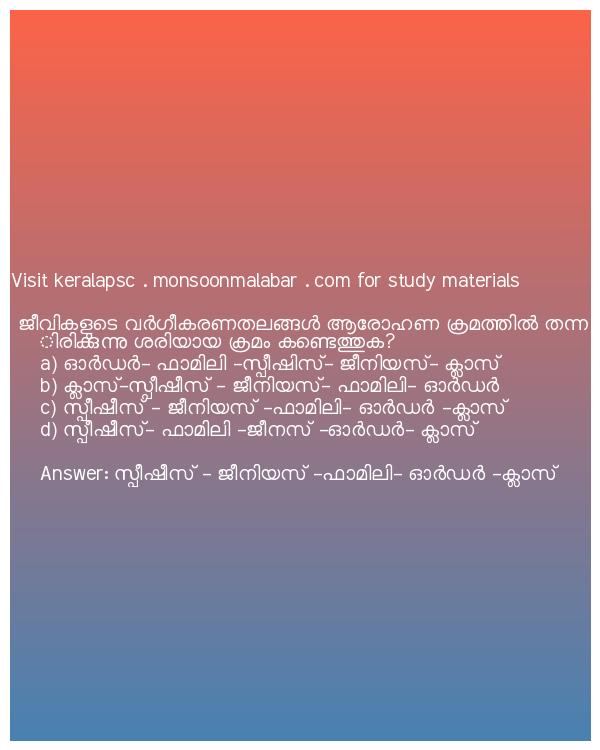 Visit keralapsc . monsoonmalabar . com for study materials
ജീവികളുടെ വർഗീകരണതലങ്ങൾ ആരോഹണ ക്രമത്തിൽ തന്ന
ിരിക്കുന്നു ശരിയായ ക്രമം കണ്ടെത്തുക?
a) ഓർഡർ- ഫാമിലി -സ്പീഷിസ്- ജീനിയസ്- ക്ലാസ്
b) ക്ലാസ്-സ്പീഷീസ് - ജീനിയസ്- ഫാമിലി- ഓർഡർ
c) സ്പീഷീസ് - ജീനിയസ് -ഫാമിലി- ഓർഡർ -ക്ലാസ്
d) സ്പീഷീസ്- ഫാമിലി -ജീനസ് -ഓർഡർ- ക്ലാസ്
Answer: സ്പീഷീസ് - ജീനിയസ് -ഫാമിലി- ഓർഡർ -ക്ലാസ്